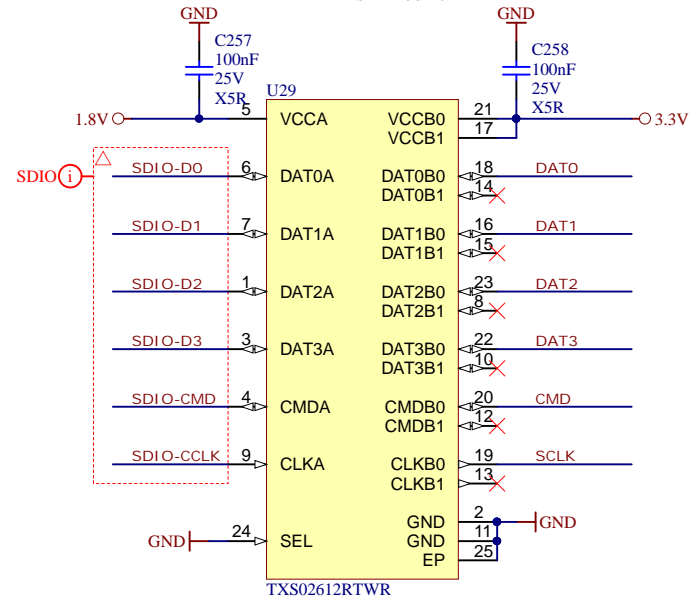 GND
GND
C257
100nF
25V
X5R
C258
100nF
25V
X5R
U29
1.8V
5
VCCA
VCCB0
21
3.3V
VCCB1
17
SDIO
i
SDIO-D0
6
DAT0A
DAT0B0
18
DAT0
DAT0B1
14
SDIO-D1
7
DAT1A
DAT1B0
16
DAT1
DAT1B1
15
SDIO-D2
1
DAT2A
DAT2B0
23
DAT2
DAT2B1
8
SDIO-D3
3
DAT3A
DAT3B0
22
DAT3
DAT3B1
10
SDIO-CMD
4
CMDA
CMDB0
20
CMD
CMDB1
12
SDIO-CCLK
9
CLKA
CLKB0
19
SCLK
CLKB1
13
GND
24
SEL
GND
2
GND
GND
11
EP
25
TXS02612RTWR